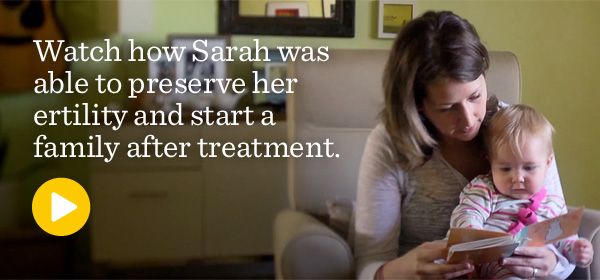 Watch how Sarah was
able to preserve her
ertility and start a
family after treatment.